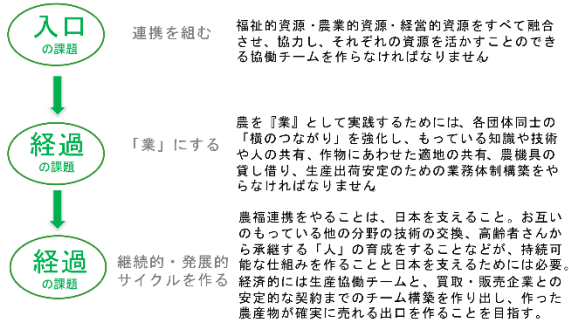 入口
の課題
連携を組む
福祉的資源・農業的資源・経営的資源をすべて融合
させ、協力し、それぞれの資源を活かすことのでき
る協働チームを作らなければなりません
経過
の課題
「業」にする
農を『業』として実践するためには、各団体同士の
「横のつながり」を強化し、もっている知識や技術
や人の共有、作物にあわせた適地の共有、農機具の
貸し借り、生産出荷安定のための業務体制構築をや
らなければなりません
経過
の課題
継続的・発展的
サイクルを作る
農福連携をやることは、日本を支えること。お互い
のもっている他の分野の技術の交換、高齢者さんか
ら承継する「人」の育成をすることなどが、持続可
能な仕組みを作ることと日本を支えるためには必要。
経済的には生産協働チームと、買取・販売企業との
安定的な契約までのチーム構築を作り出し、作った
農産物が確実に売れる出口を作ることを目指す。